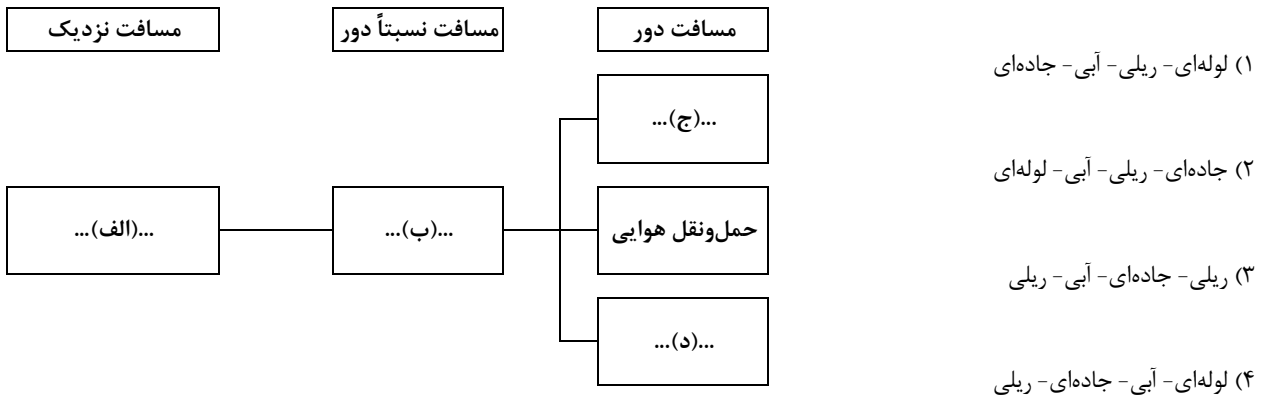 مسافت دور
مسافت نسبتاً دور
مسافت نزدیک
...(ج)...
حمل‌ونقل هوایی
...(ب)...
...(الف)...
...(د)...
۱) لوله‌ای- ریلی- آبی- جاده‌ای
۲) جاده‌ای- ریلی- آبی- لوله‌ای
۳) ریلی- جاده‌ای- آبی- ریلی
۴) لوله‌ای- آبی- جاده‌ای- ریلی